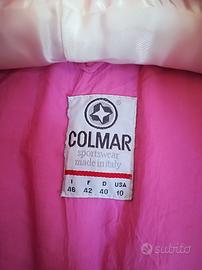 COLMAR
sportswear
made in italy
I F D USA
46 42 40 10
subito